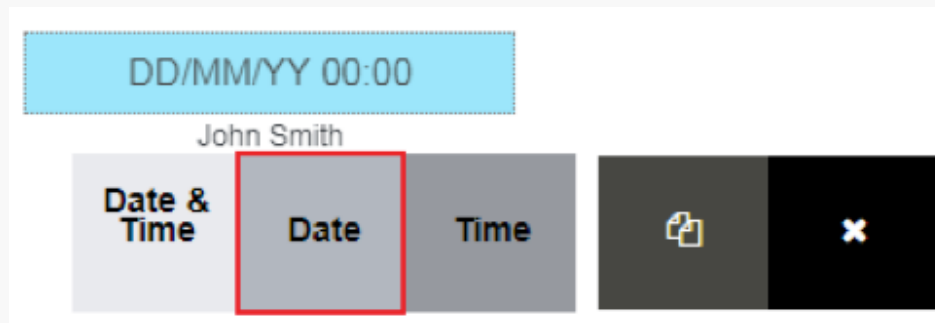 DD/MM/YY 00:00
John Smith
Date &
Time
Date
Time